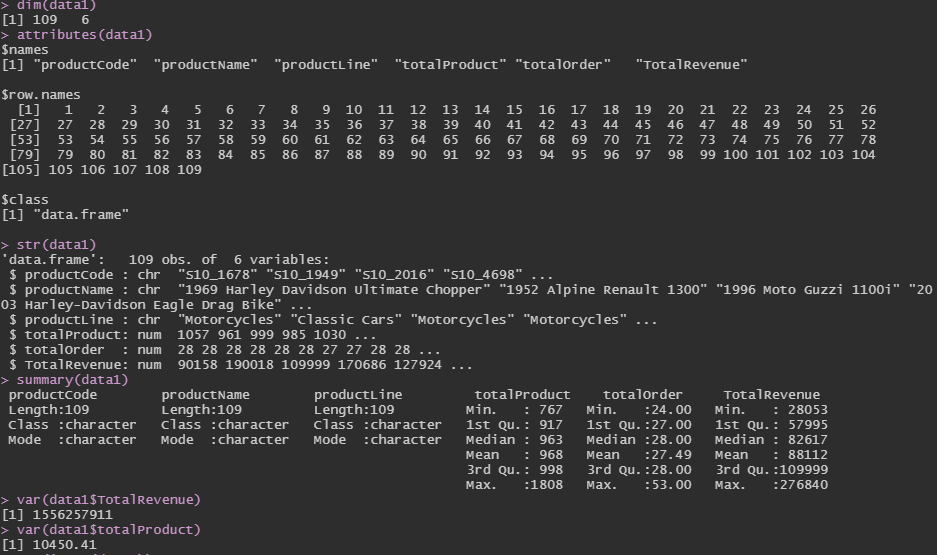 > dim(data1)
[1] 109   6
> attributes(data1)
$names
[1] "productCode"  "productName"  "productLine"  "totalProduct" "totalOrder"   "TotalRevenue"
$row.names
  [1]   1   2   3   4   5   6   7   8   9  10  11  12  13  14  15  16  17  18  19  20  21  22  23  24  25  26
 [27]  27  28  29  30  31  32  33  34  35  36  37  38  39  40  41  42  43  44  45  46  47  48  49  50  51  52
 [53]  53  54  55  56  57  58  59  60  61  62  63  64  65  66  67  68  69  70  71  72  73  74  75  76  77  78
 [79]  79  80  81  82  83  84  85  86  87  88  89  90  91  92  93  94  95  96  97  98  99 100 101 102 103 104
[105] 105 106 107 108 109
$class
[1] "data.frame"
> str(data1)
'data.frame':   109 obs. of  6 variables:
 $ productCode : chr  "S10_1678" "S10_1949" "S10_2016" "S10_4698" ...
 $ productName : chr  "1969 Harley Davidson Ultimate Chopper" "1952 Alpine Renault 1300" "1996 Moto Guzzi 1100i" "20
03 Harley-Davidson Eagle Drag Bike" ...
 $ productLine : chr  "Motorcycles" "Classic Cars" "Motorcycles" "Motorcycles" ...
 $ totalProduct: num  1057 961 999 985 1030 ...
 $ totalOrder  : num  28 28 28 28 28 28 27 27 28 28 ...
 $ TotalRevenue: num  90158 190018 109999 170686 127924 ...
> summary(data1)
 productCode        productName        productLine         totalProduct    totalOrder     TotalRevenue
 Length:109         Length:109         Length:109         Min.   : 767   Min.   :24.00   Min.   : 28053
 Class :character   Class :character   Class :character   1st Qu.: 917   1st Qu.:27.00   1st Qu.: 57995
 Mode  :character   Mode  :character   Mode  :character   Median : 963   Median :28.00   Median : 82617
                                                          Mean   : 968   Mean   :27.49   Mean   : 88112
                                                          3rd Qu.: 998   3rd Qu.:28.00   3rd Qu.:109999
                                                          Max.   :1808   Max.   :53.00   Max.   :276840
> var(data1$TotalRevenue)
[1] 1556257911
> var(data1$totalProduct)
[1] 10450.41